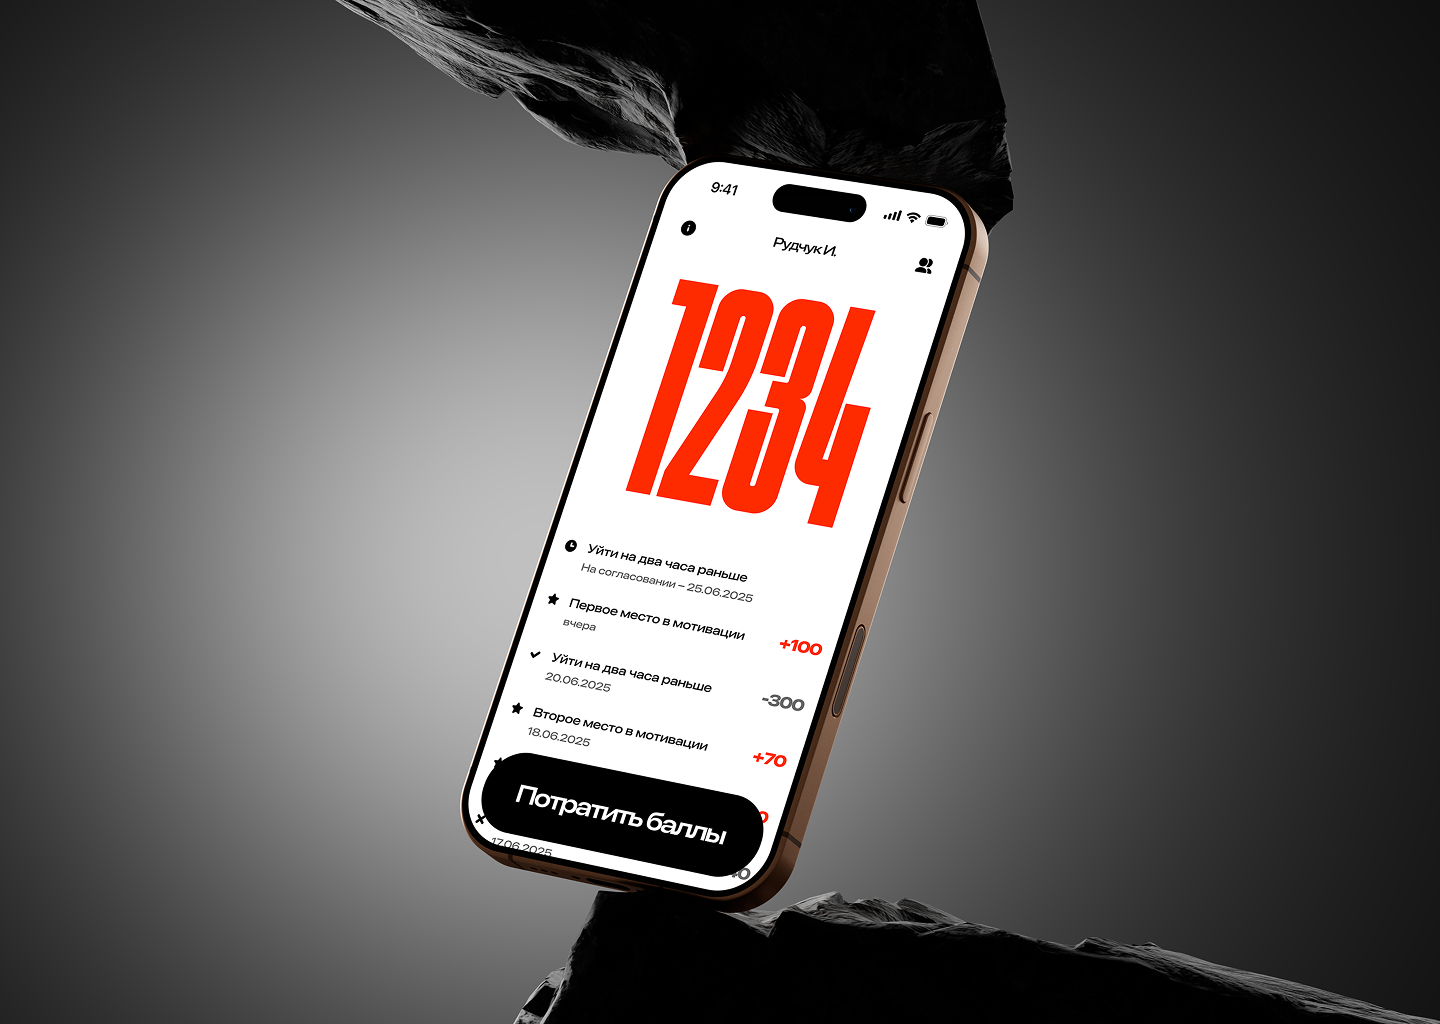 9:41
Рудчук И.
1234
Уйти на два часа раньше
На согласовании – 25.06.2025
Первое место в мотивации
вчера
+100
Уйти на два часа раньше
20.06.2025
-300
Второе место в мотивации
18.06.2025
+70
Потратить баллы
17.06.2025